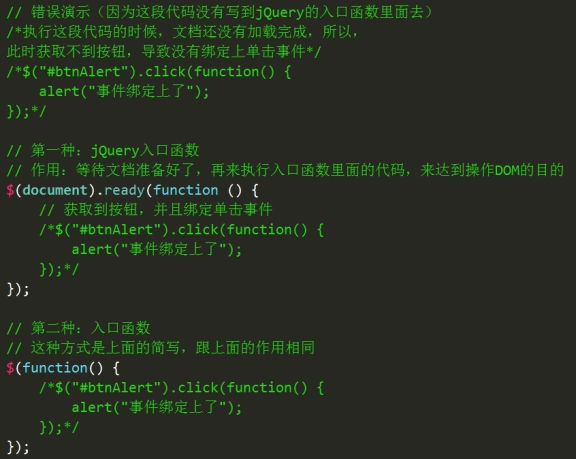 // 错误演示（因为这段代码没有写到jQuery的入口函数里面去）
/*执行这段代码的时候，文档还没有加载完成，所以，
此时获取不到按钮，导致没有绑定上单击事件*/
/*$("#btnAlert").click(function() {
    alert("事件绑定上了");
});*/
// 第一种：jQuery入口函数
// 作用：等待文档准备好了，再来执行入口函数里面的代码，来达到操作DOM的目的
$(document).ready(function () {
    // 获取到按钮，并且绑定单击事件
    /*$("#btnAlert").click(function() {
        alert("事件绑定上了");
    });*/
});
// 第二种：入口函数
// 这种方式是上面的简写，跟上面的作用相同
$(function() {
    /*$("#btnAlert").click(function() {
        alert("事件绑定上了");
    });*/
});